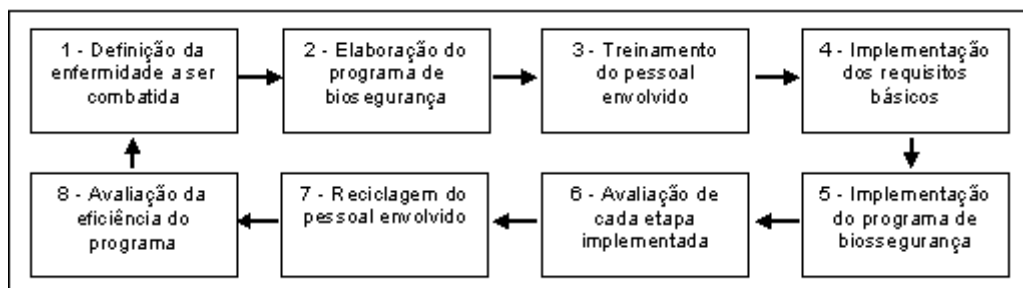 1 - Definição da
enfermidade a ser
combatida
2 - Elaboração do
programa de
biosegurança
3 - Treinamento
do pessoal
envolvido
4 - Implementação
dos requisitos
básicos
5 - Implementação
do programa de
biossegurança
6 - Avaliação de
cada etapa
implementada
7 - Reciclagem do
pessoal envolvido
8 - Avaliação da
eficiência do
programa